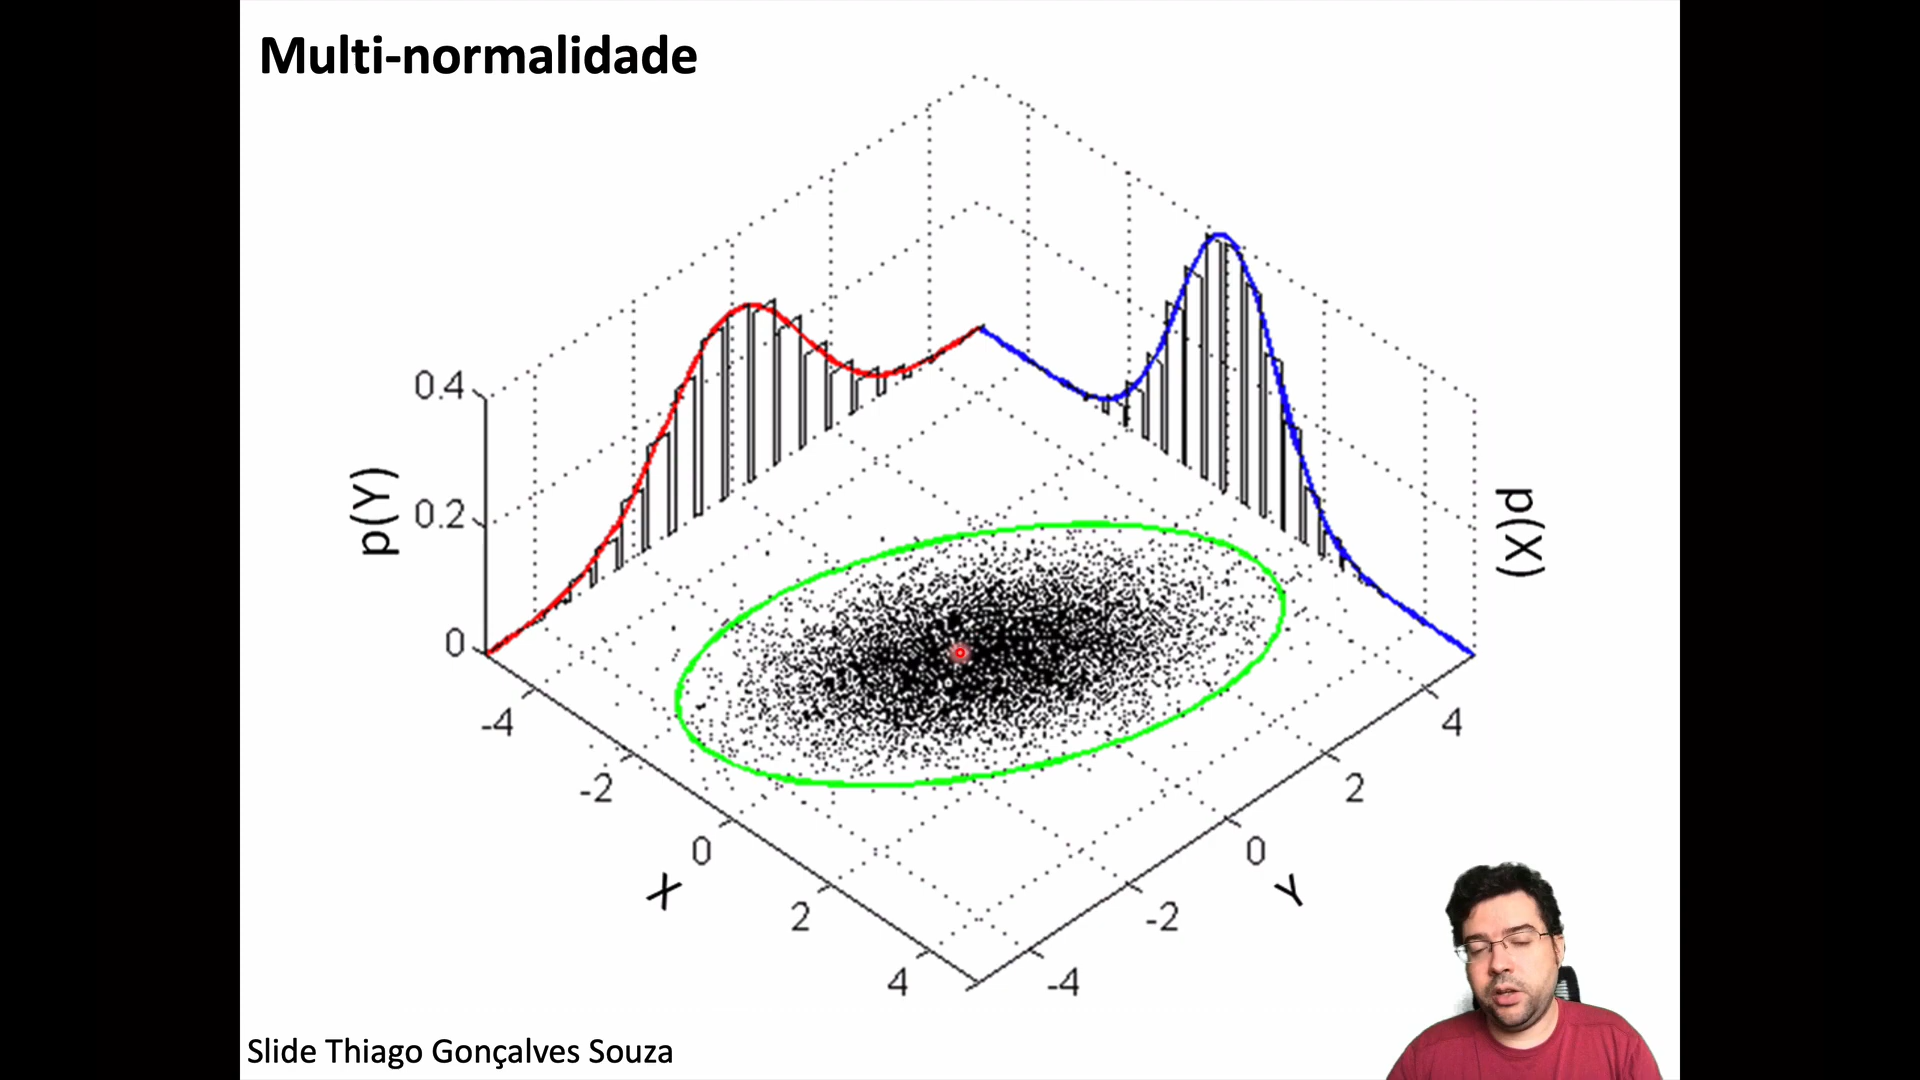 Multi-normalidade
0.4
0.2
0
p(Y)
p(X)
-4
-2
0
2
4
X
4
2
0
-2
-4
Y
Slide Thiago Gonçalves Souza